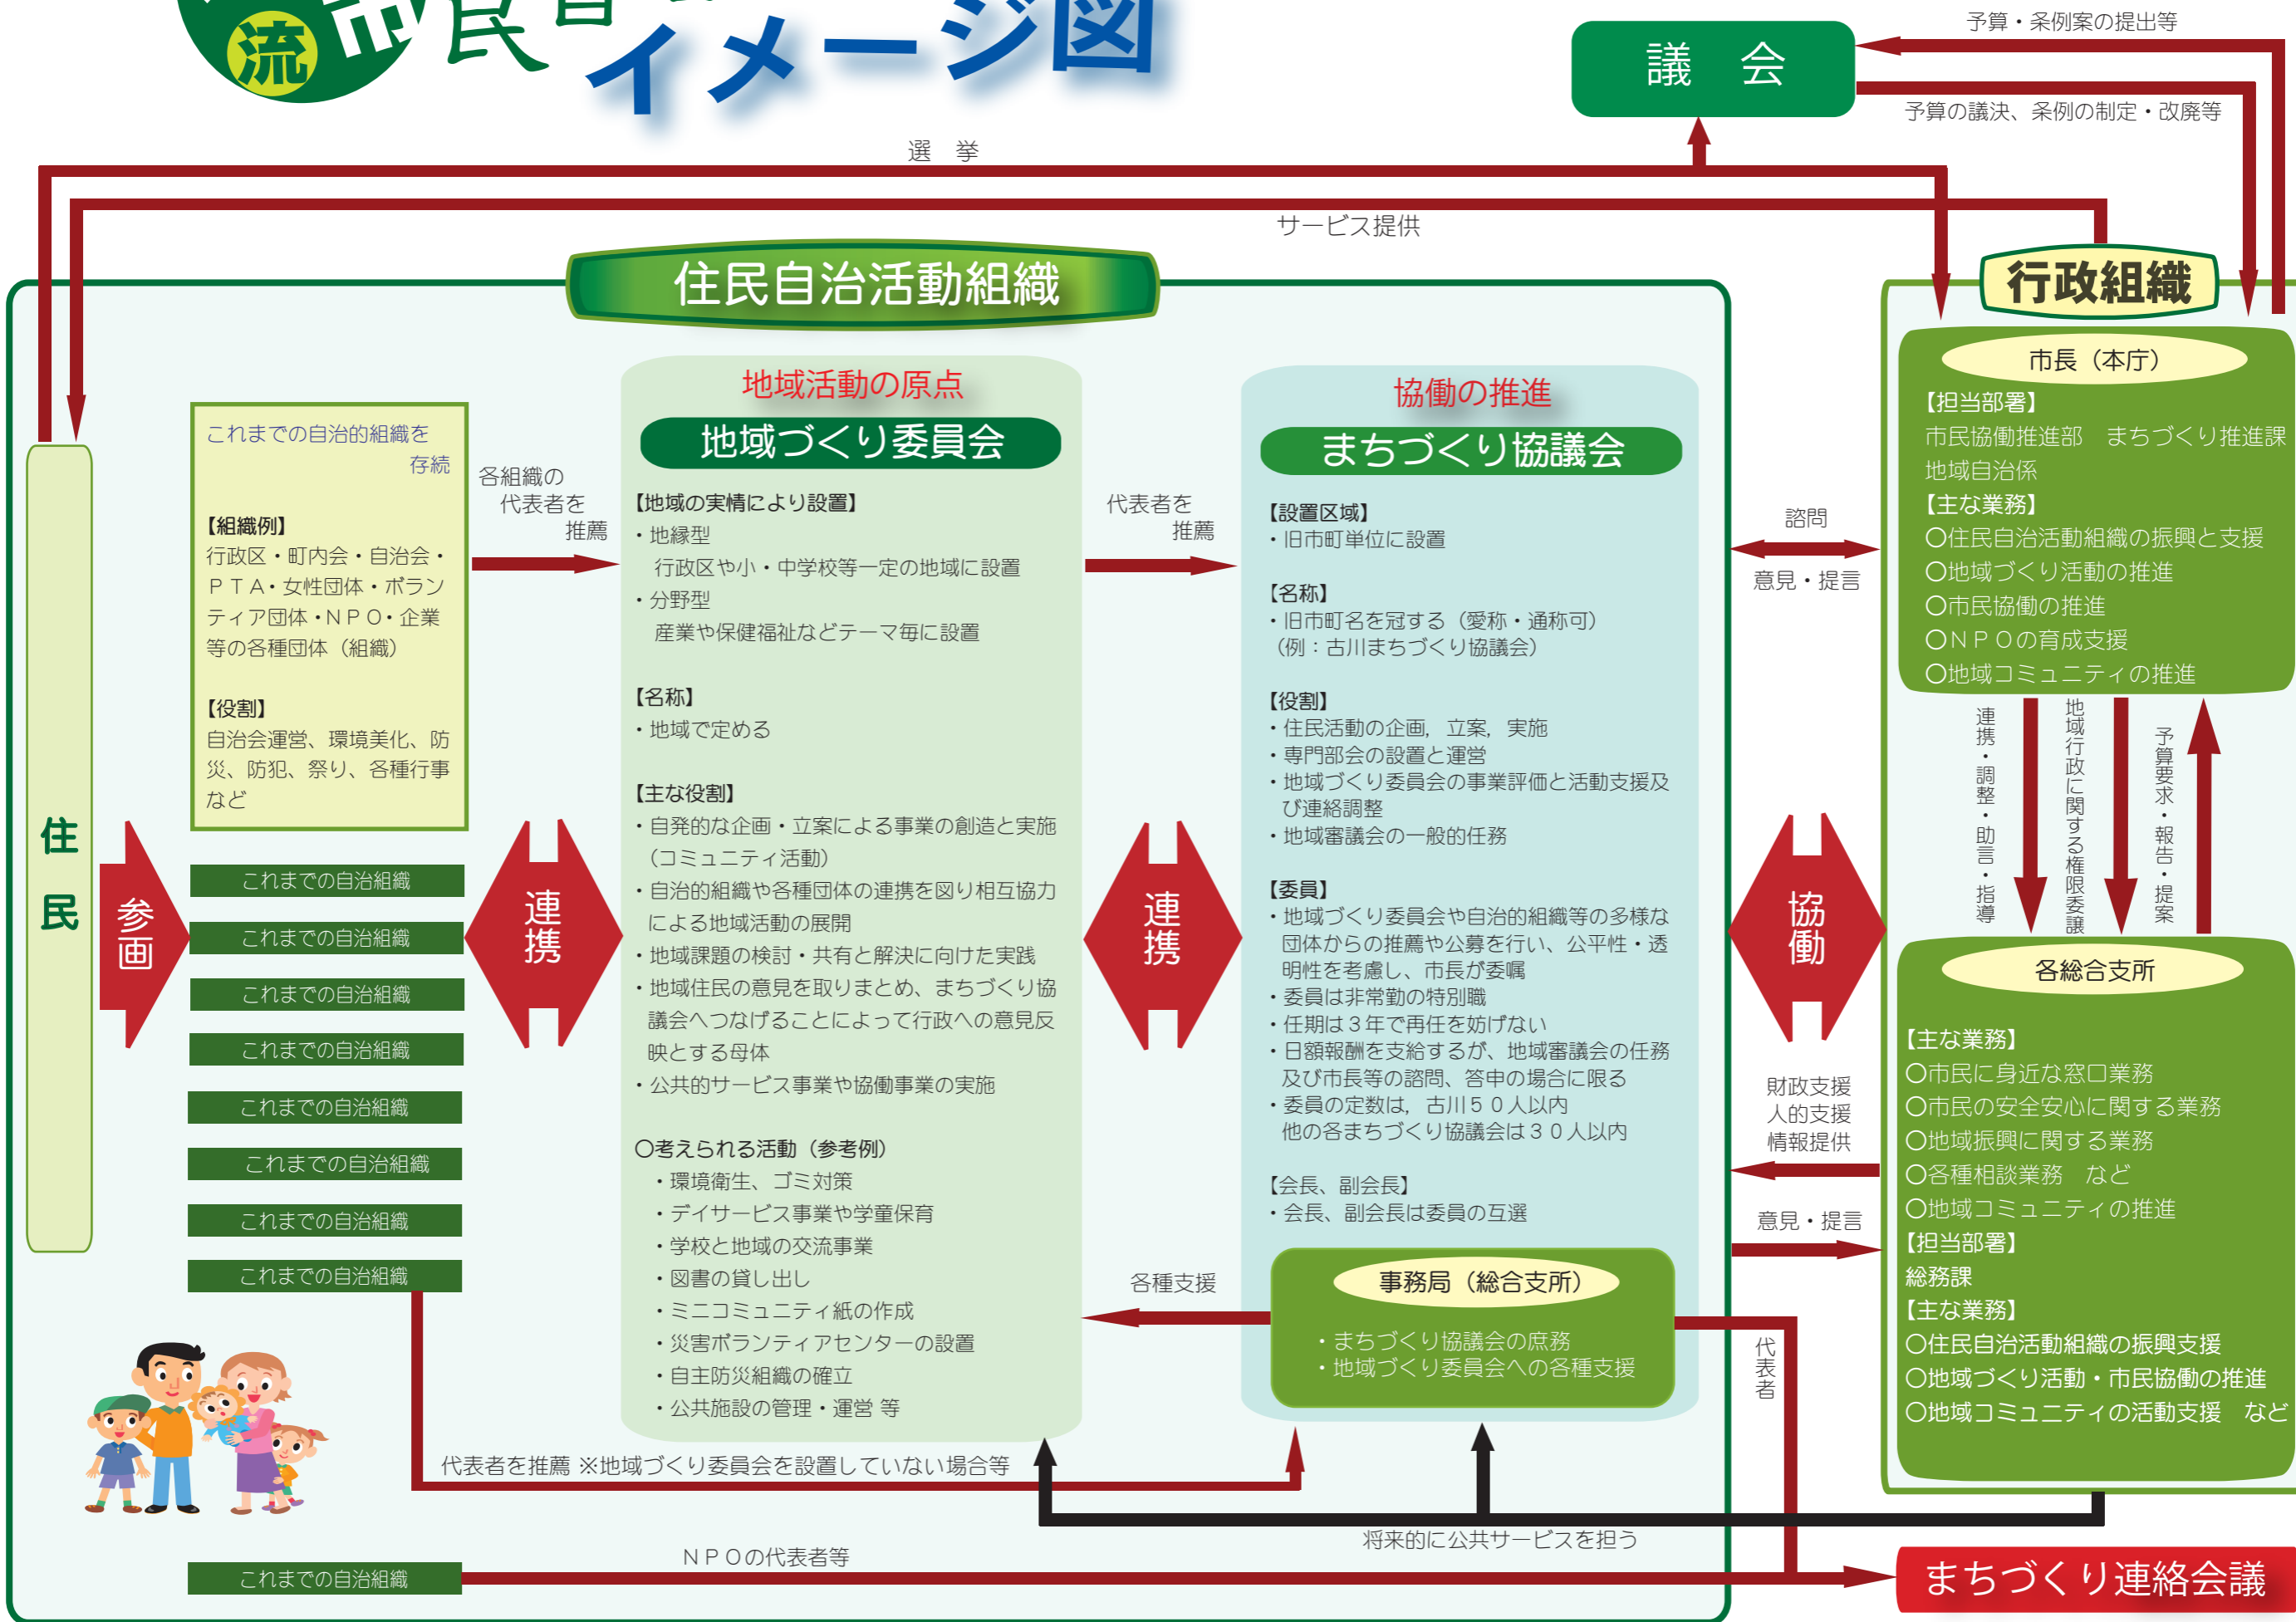 流
市民自
イメージ図
議　会
予算・条例案の提出等
予算の議決、条例の制定・改廃等
選　挙
サービス提供
住民自治活動組織
行政組織
住民
参画
これまでの自治的組織を
存続
【組織例】
行政区・町内会・自治会・
ＰＴＡ・女性団体・ボラン
ティア団体・ＮＰＯ・企業
等の各種団体（組織）
【役割】
自治会運営、環境美化、防
災、防犯、祭り、各種行事
など
これまでの自治組織
これまでの自治組織
これまでの自治組織
これまでの自治組織
これまでの自治組織
これまでの自治組織
これまでの自治組織
これまでの自治組織
各組織の
代表者を
推薦
連携
地域活動の原点
地域づくり委員会
【地域の実情により設置】
・地縁型
行政区や小・中学校等一定の地域に設置
・分野型
産業や保健福祉などテーマ毎に設置
【名称】
・地域で定める
【主な役割】
・自発的な企画・立案による事業の創造と実施
（コミュニティ活動）
・自治的組織や各種団体の連携を図り相互協力
による地域活動の展開
・地域課題の検討・共有と解決に向けた実践
・地域住民の意見を取りまとめ、まちづくり協
議会へつなげることによって行政への意見反
映とする母体
・公共的サービス事業や協働事業の実施
〇考えられる活動（参考例）
・環境衛生、ゴミ対策
・デイサービス事業や学童保育
・学校と地域の交流事業
・図書の貸し出し
・ミニコミュニティ紙の作成
・災害ボランティアセンターの設置
・自主防災組織の確立
・公共施設の管理・運営 等
代表者を
推薦
連携
各種支援
協働の推進
まちづくり協議会
【設置区域】
・旧市町単位に設置
【名称】
・旧市町名を冠する（愛称・通称可）
（例：古川まちづくり協議会）
【役割】
・住民活動の企画，立案，実施
・専門部会の設置と運営
・地域づくり委員会の事業評価と活動支援及
び連絡調整
・地域審議会の一般的任務
【委員】
・地域づくり委員会や自治的組織等の多様な
団体からの推薦や公募を行い、公平性・透
明性を考慮し、市長が委嘱
・委員は非常勤の特別職
・任期は３年で再任を妨げない
・日額報酬を支給するが、地域審議会の任務
及び市長等の諮問、答申の場合に限る
・委員の定数は，古川５０人以内
他の各まちづくり協議会は３０人以内
【会長、副会長】
・会長、副会長は委員の互選
事務局（総合支所）
・まちづくり協議会の庶務
・地域づくり委員会への各種支援
諮問
意見・提言
協働
財政支援
人的支援
情報提供
意見・提言
代表者
市長（本庁）
【担当部署】
市民協働推進部　まちづくり推進課
地域自治係
【主な業務】
〇住民自治活動組織の振興と支援
〇地域づくり活動の推進
〇市民協働の推進
〇ＮＰＯの育成支援
〇地域コミュニティの推進
連携・調整・助言・指導
地域行政に関する権限委譲
予算要求・報告・提案
各総合支所
【主な業務】
〇市民に身近な窓口業務
〇市民の安全安心に関する業務
〇地域振興に関する業務
〇各種相談業務　など
〇地域コミュニティの推進
【担当部署】
総務課
【主な業務】
〇住民自治活動組織の振興支援
〇地域づくり活動・市民協働の推進
〇地域コミュニティの活動支援　など
代表者を推薦 ※地域づくり委員会を設置していない場合等
将来的に公共サービスを担う
これまでの自治組織
ＮＰＯの代表者等
まちづくり連絡会議